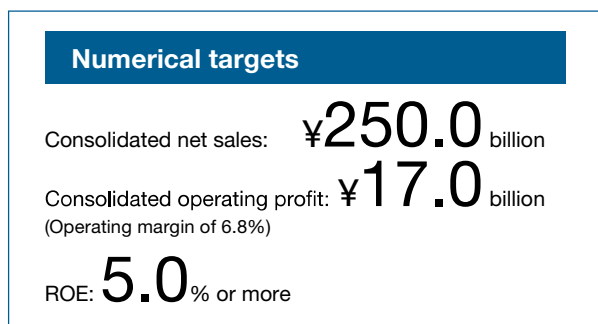 Numerical targets
Consolidated net sales: ¥250.0 billion
Consolidated operating profit: ¥17.0 billion
(Operating margin of 6.8%)
ROE: 5.0% or more